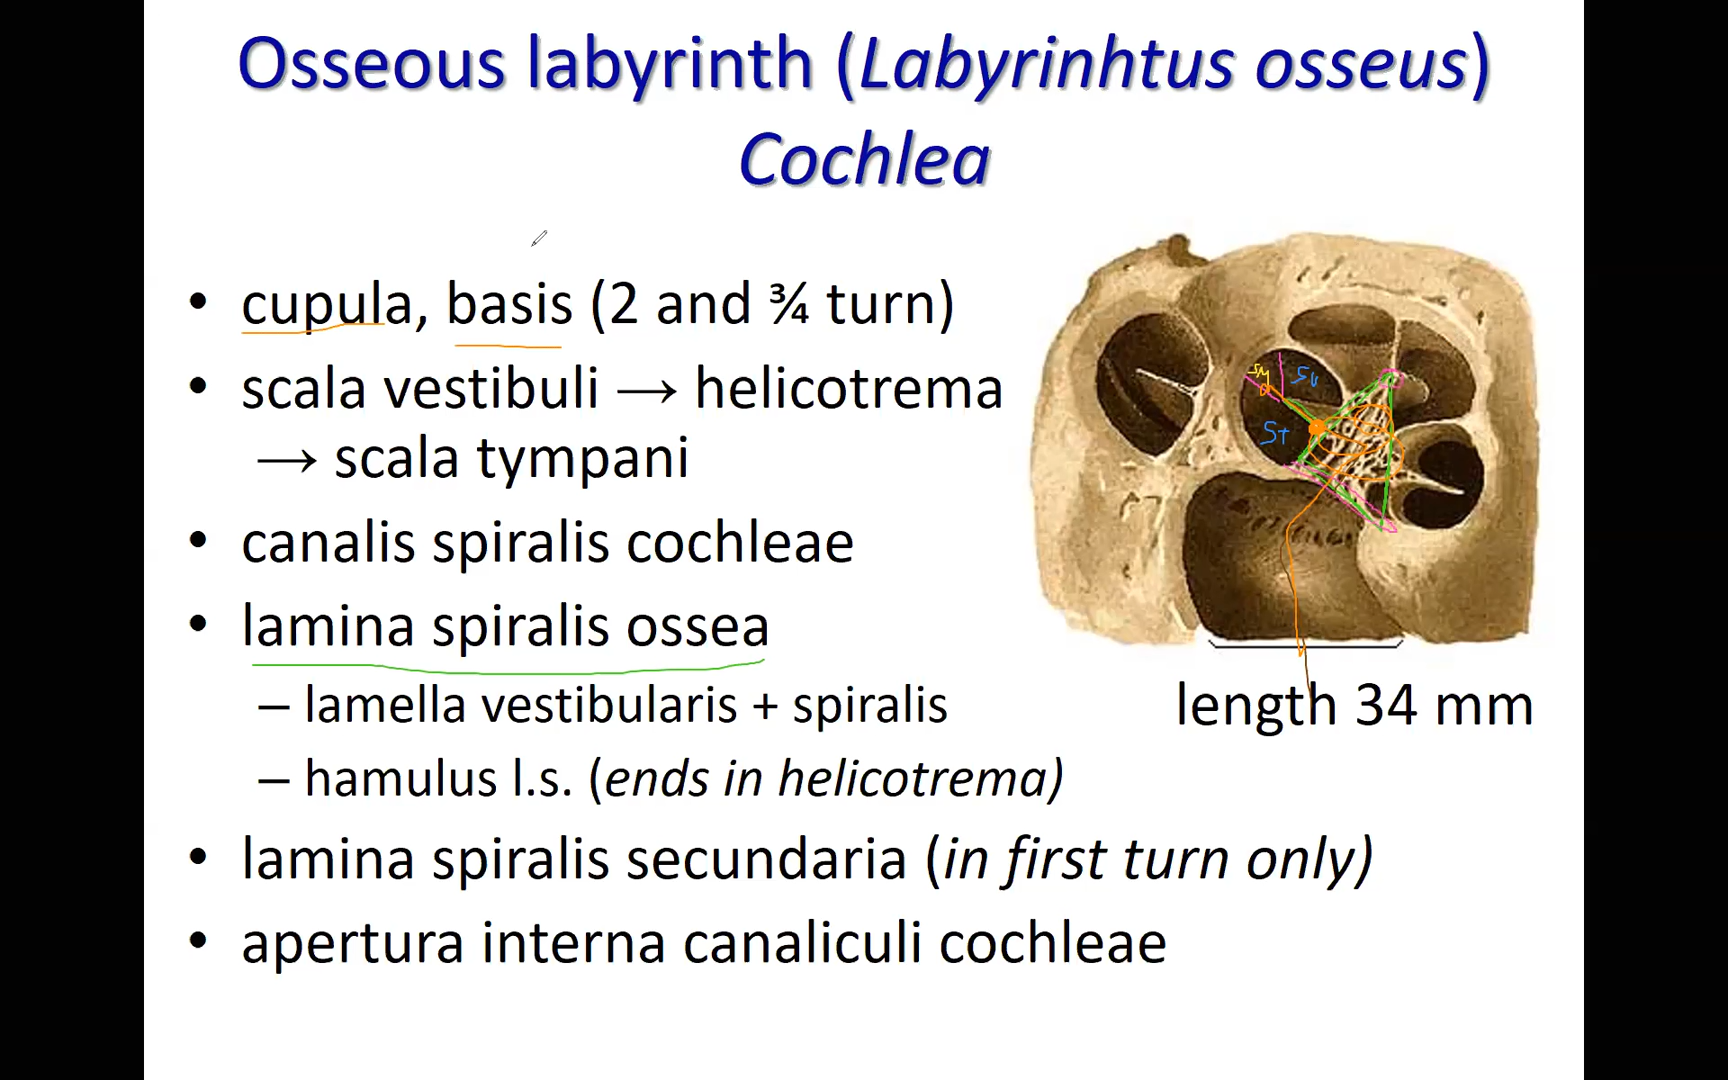 Osseous labyrinth (Labyrinhtus osseus)
Cochlea
• cupula, basis (2 and ¾ turn)
• scala vestibuli → helicotrema
→ scala tympani
• canalis spiralis cochleae
• lamina spiralis ossea
– lamella vestibularis + spiralis
– hamulus l.s. (ends in helicotrema)
• lamina spiralis secundaria (in first turn only)
• apertura interna canaliculi cochleae
SM
SV
ST
length 34 mm